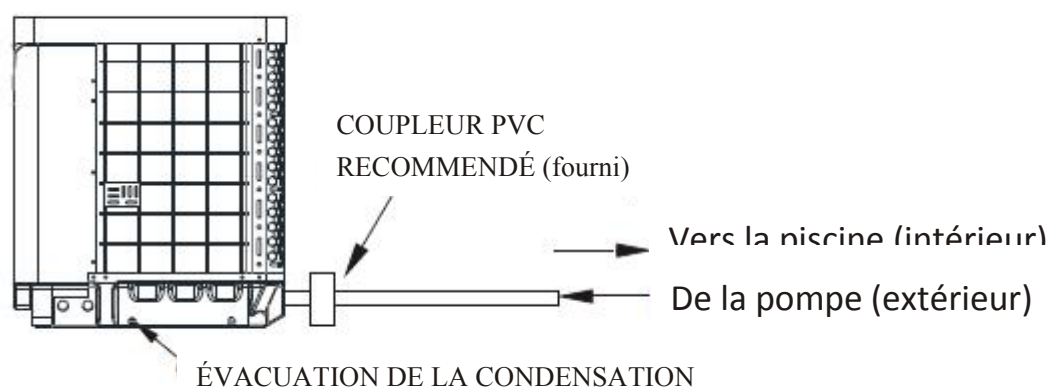 COUPLEUR PVC
RECOMMENDÉ (fourni)
Vers la piscine (intérieur)
De la pompe (extérieur)
ÉVACUATION DE LA CONDENSATION